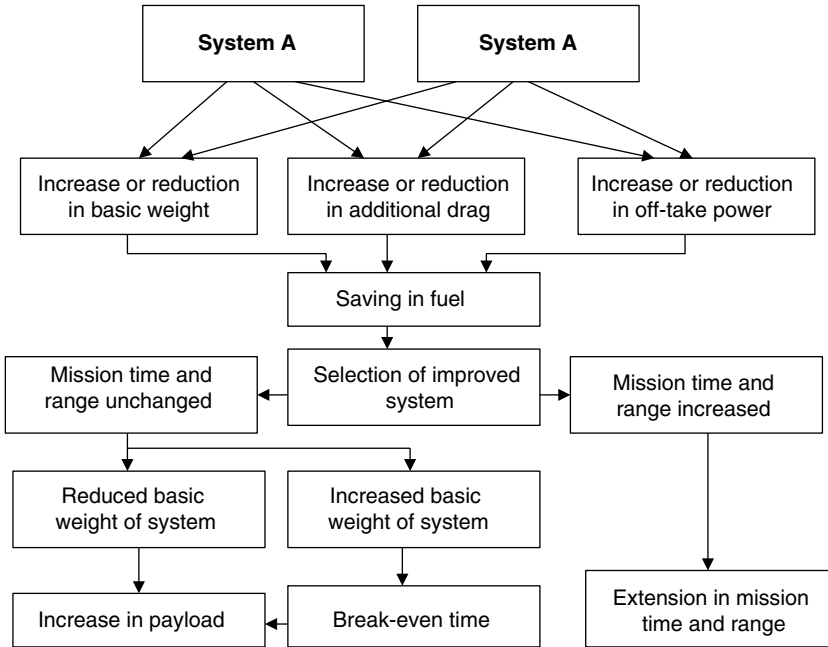 System A
System A
Increase or reduction
in basic weight
Increase or reduction
in additional drag
Increase or reduction
in off-take power
Saving in fuel
Mission time and
range unchanged
Selection of improved
system
Mission time and
range increased
Reduced basic
weight of system
Increased basic
weight of system
Increase in payload
Break-even time
Extension in mission
time and range